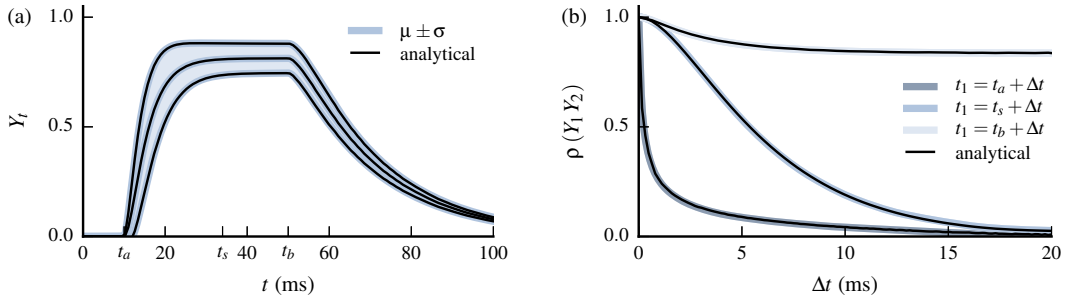 (a)
1.0
0.5
0.0
Y_t
μ ± σ
analytical
0 t_a 20 t_s 40 t_b 60 80 100
t (ms)
(b)
1.0
0.5
0.0
ρ (Y_1 Y_2)
t_1 = t_a + Δt
t_1 = t_s + Δt
t_1 = t_b + Δt
analytical
0 5 10 15 20
Δt (ms)